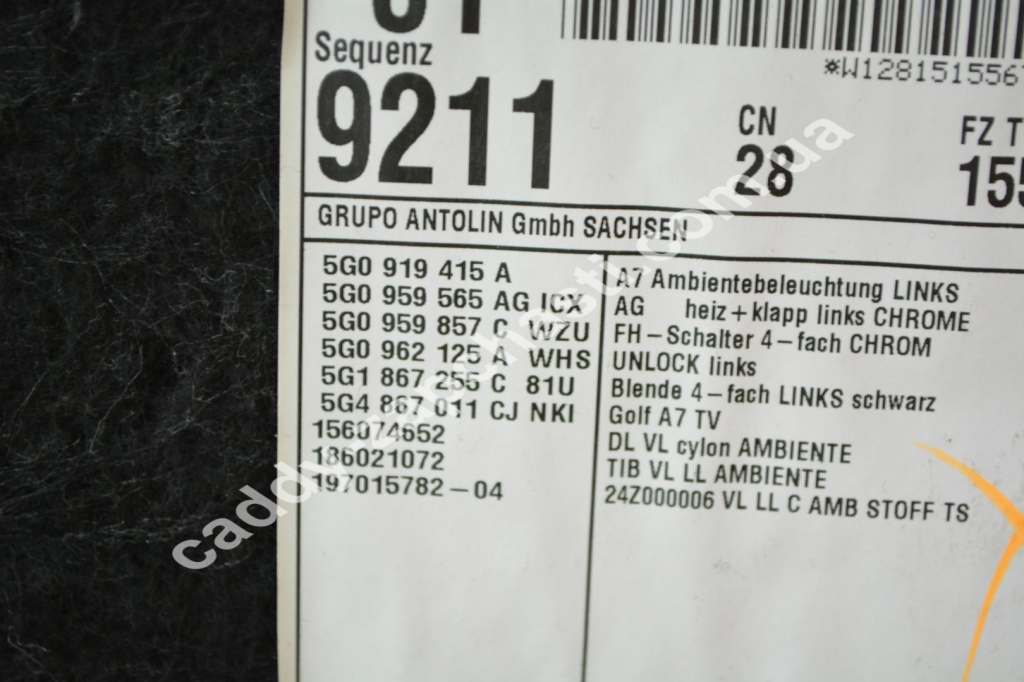 Sequenz
9211
*W128151556
CN
28
FZ T
155
GRUPO ANTOLIN Gmbh SACHSEN
5G0 919 415 A
A7 Ambientebeleuchtung LINKS
5G0 959 565 AG ICX
AG heiz+klapp links CHROME
5G0 959 857 C WZU
FH-Schalter 4-fach CHROM
5G0 962 125 A WHS
UNLOCK links
5G1 867 255 C 81U
Blende 4-fach LINKS schwarz
5G4 867 011 CJ NKI
Golf A7 TV
156074652
DL VL cylon AMBIENTE
186021072
TIB VL LL AMBIENTE
197015782-04
24Z000006 VL LL C AMB STOFF TS